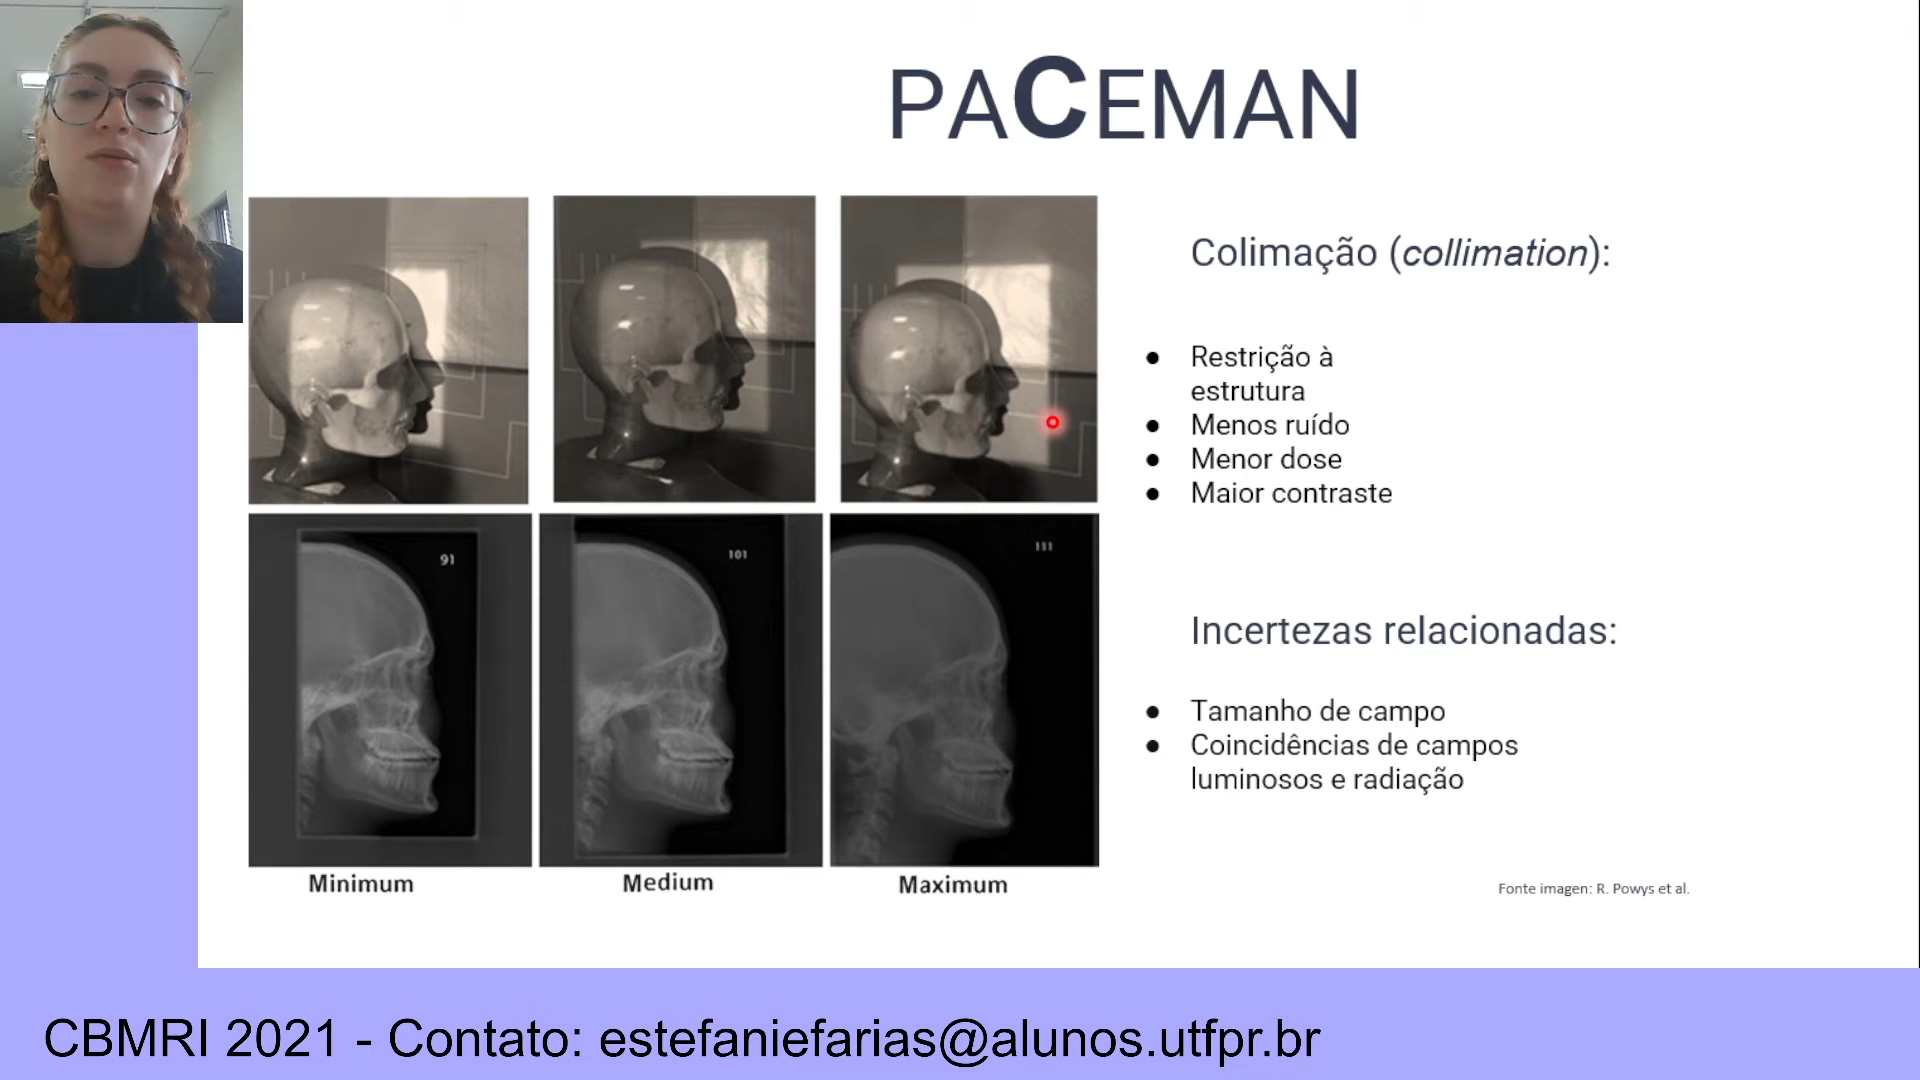 PACEMAN
Colimação (collimation):
● Restrição à
estrutura
● Menos ruído
● Menor dose
● Maior contraste
91
101
111
Minimum
Medium
Maximum
Incertezas relacionadas:
● Tamanho de campo
● Coincidências de campos
luminosos e radiação
Fonte imagen: R. Powys et al.
CBMRI 2021 - Contato: estefaniefarias@alunos.utfpr.br